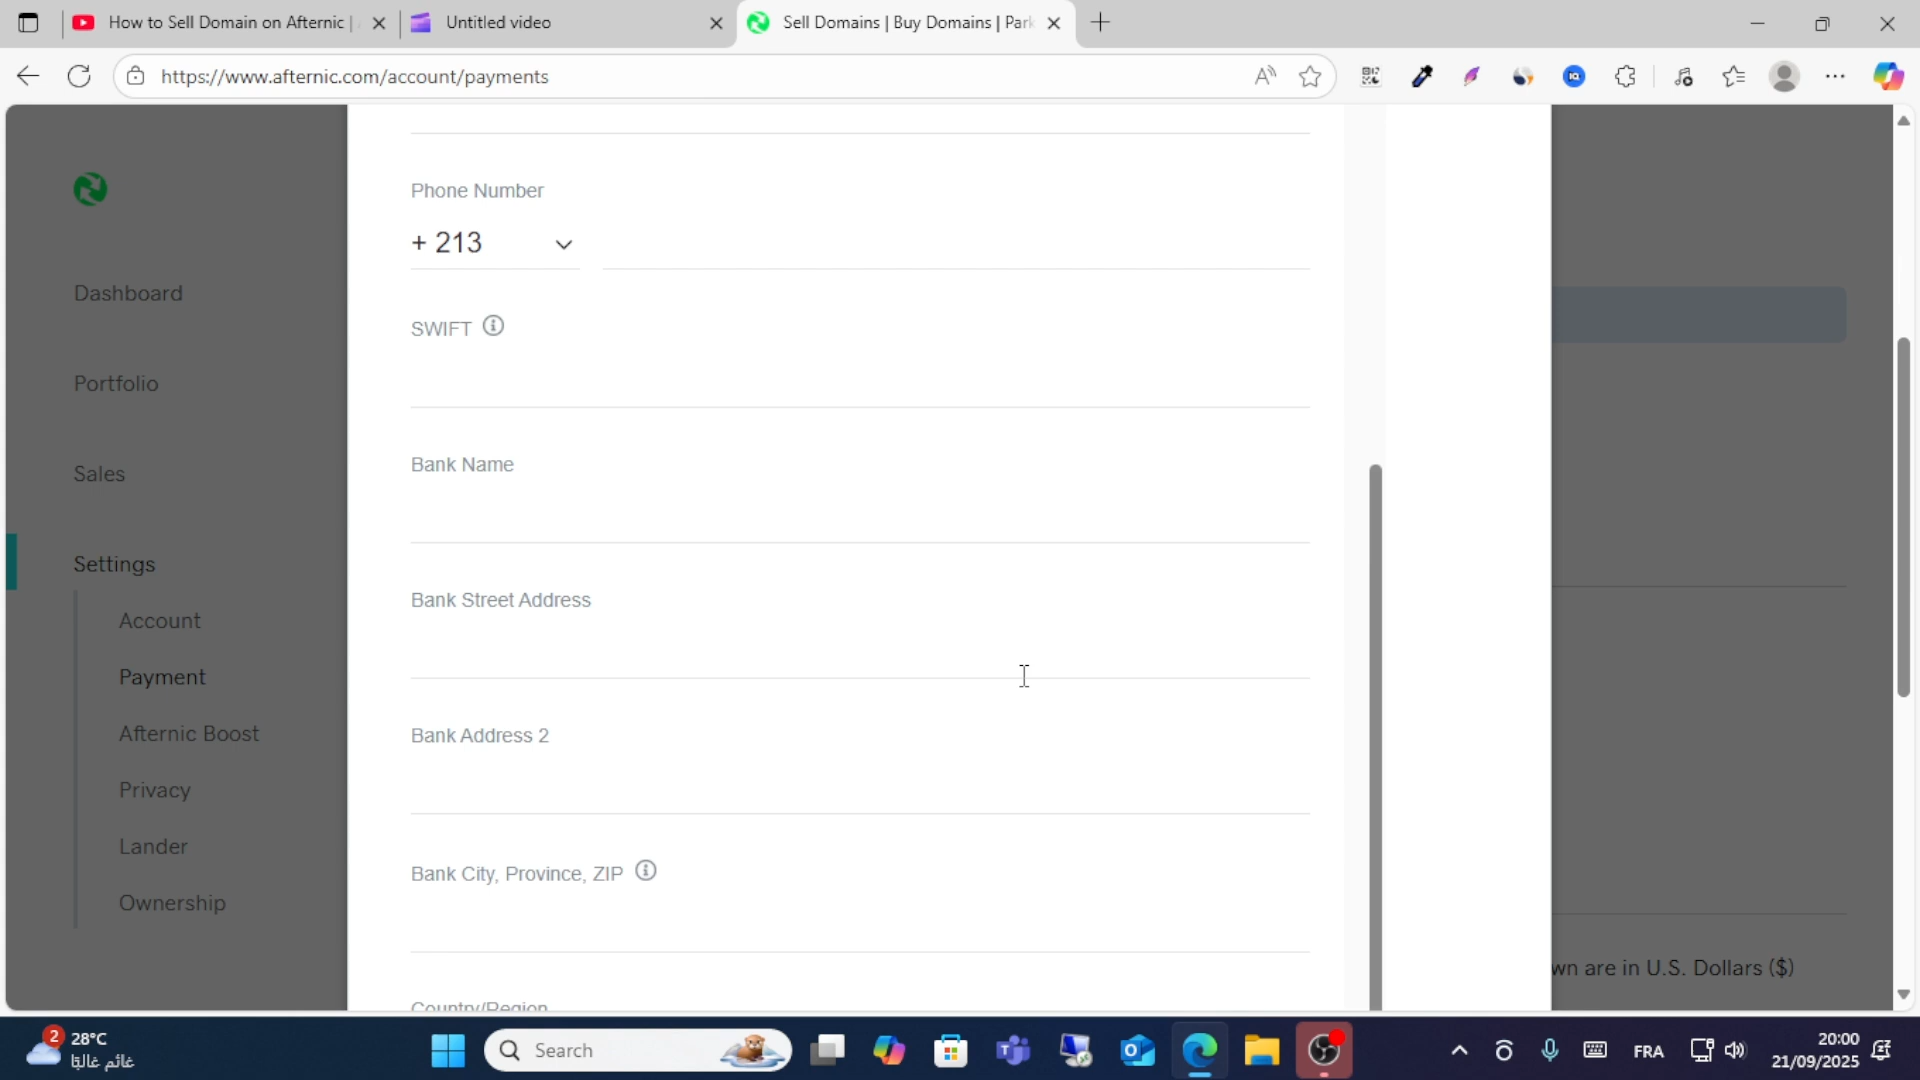 How to Sell Domain on Afternic |
Untitled video
Sell Domains | Buy Domains | Park
https://www.afternic.com/account/payments
Dashboard
Portfolio
Sales
Settings
Account
Payment
Afternic Boost
Privacy
Lander
Ownership
Phone Number
+ 213
SWIFT
Bank Name
Bank Street Address
Bank Address 2
Bank City, Province, ZIP
Country/Region
wn are in U.S. Dollars ($)
2
28°C
غائم غالبًا
Search
FRA
20:00
21/09/2025